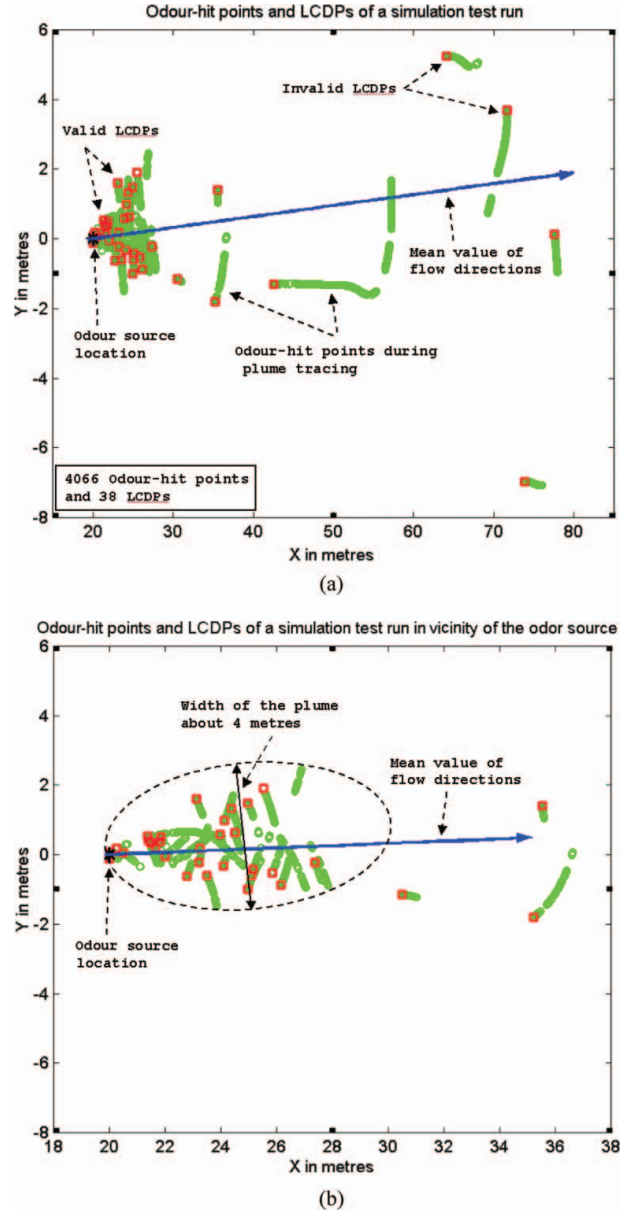 Odour-hit points and LCDPs of a simulation test run
6
4
2
0
-2
-4
-6
-8
Y in metres
Invalid LCDPs
Valid LCDPs
Mean value of
flow directions
Odour source
location
Odour-hit points during
plume tracing
4066 Odour-hit points
and 38 LCDPs
20 30 40 50 60 70 80
X in metres
(a)
Odour-hit points and LCDPs of a simulation test run in vicinity of the odor source
6
4
2
0
-2
-4
-6
-8
Y in metres
Width of the plume
about 4 metres
Mean value of
flow directions
Odour source
location
18 20 22 24 26 28 30 32 34 36 38
X in metres
(b)